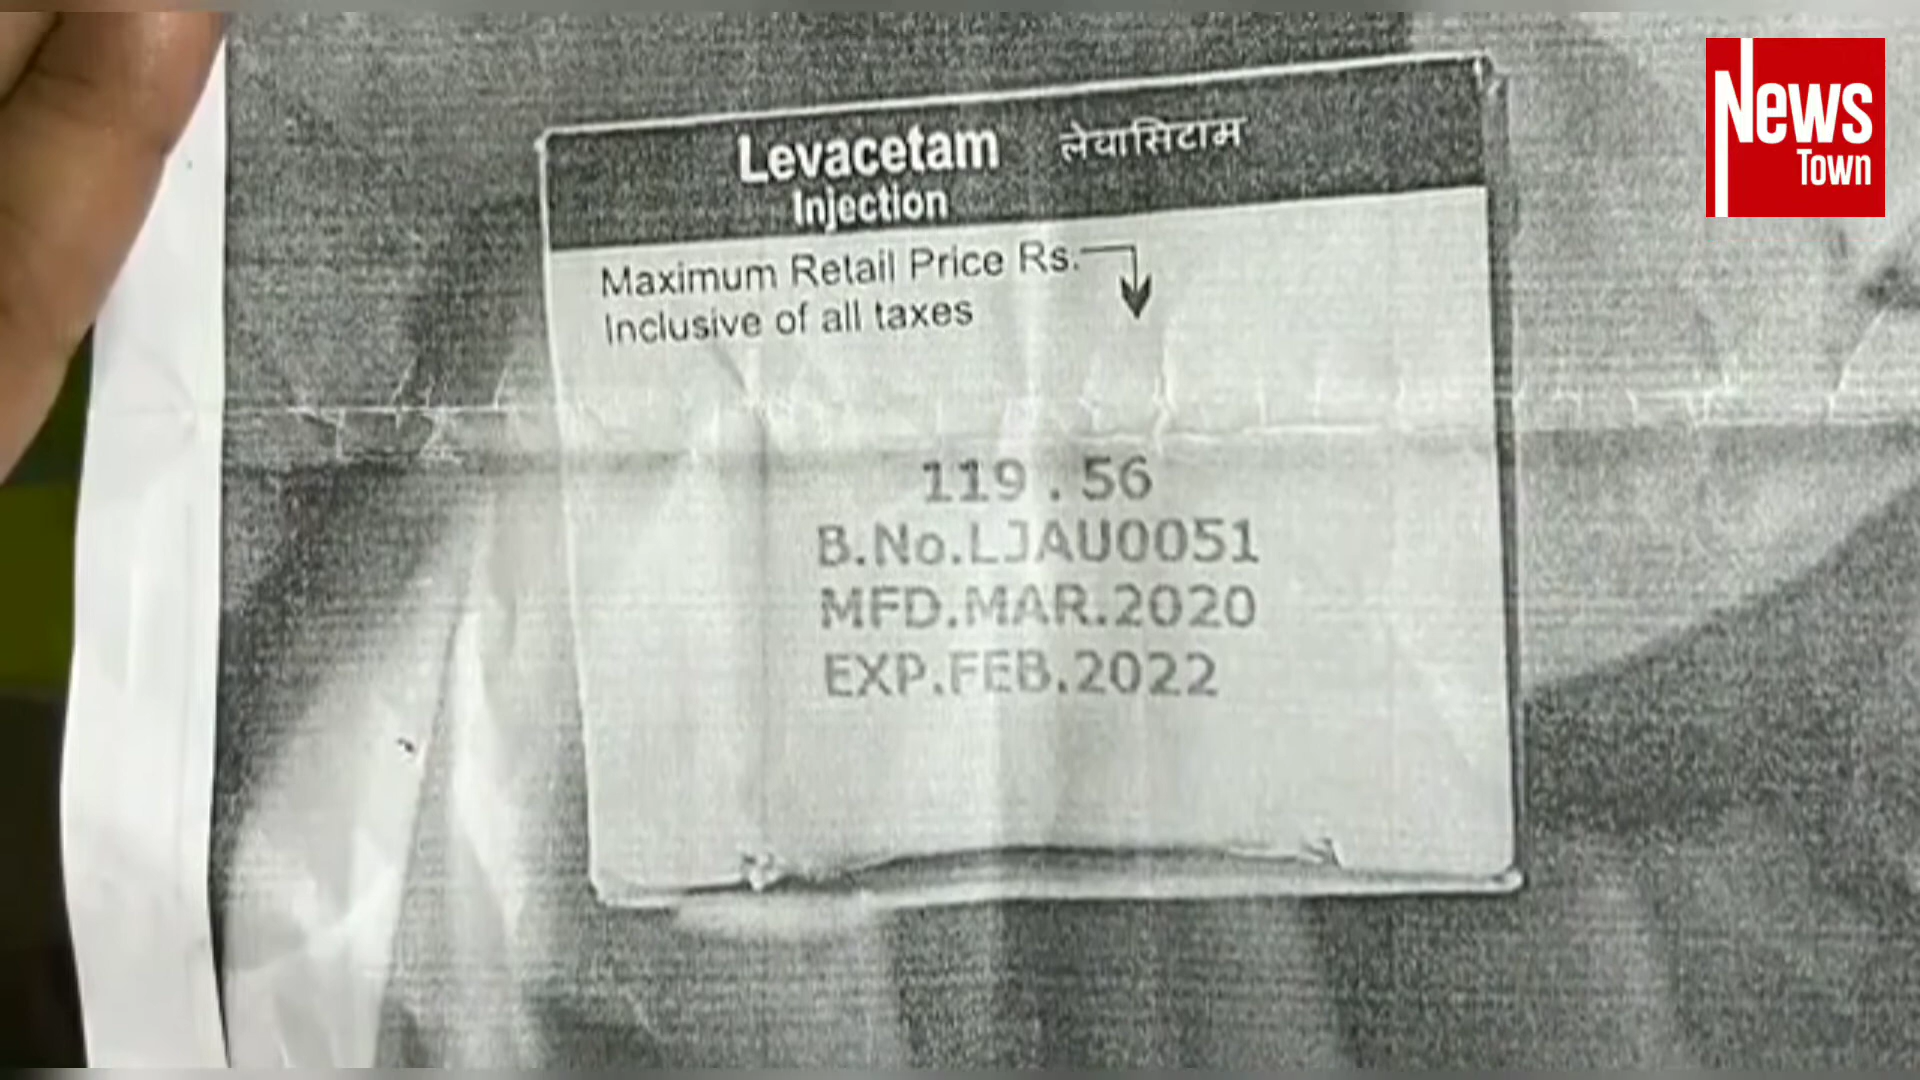 News
Town
Levacetam लेवासिटाम
Injection
Maximum Retail Price Rs.
Inclusive of all taxes
119.56
B.No.LJAU0051
MFD.MAR.2020
EXP.FEB.2022